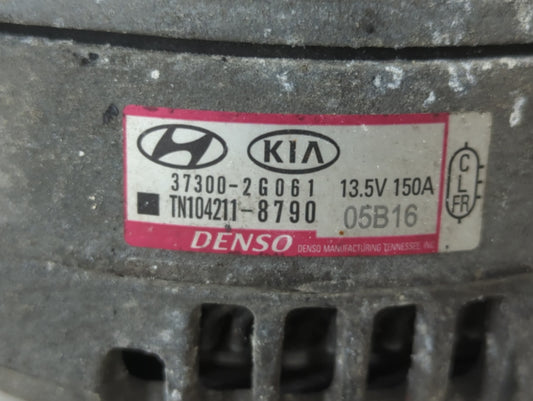 KIA
37300-2G061 13.5V 150A
■ TN104211-8790 05B16
DENSO DENSO MANUFACTURING TENNESSEE, INC.
C
L
FR